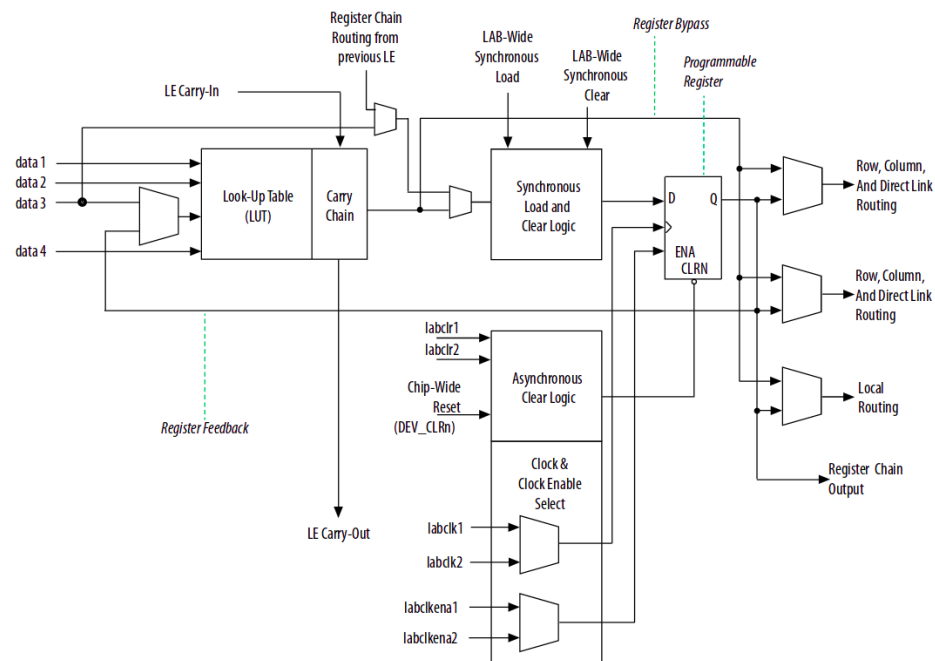 Register Chain
Routing from
previous LE
LAB-Wide
Synchronous
Load
LAB-Wide
Synchronous
Clear
Register Bypass
Programmable
Register
LE Carry-In
data 1
data 2
data 3
data 4
Look-Up Table
(LUT)
Carry
Chain
Synchronous
Load and
Clear Logic
D
Q
ENA
CLRN
Row, Column,
And Direct Link
Routing
Row, Column,
And Direct Link
Routing
Local
Routing
Register Chain
Output
labclr1
labclr2
Chip-Wide
Reset
(DEV_CLRn)
Asynchronous
Clear Logic
Register Feedback
Clock &
Clock Enable
Select
labclk1
labclk2
labclkena1
labclkena2
LE Carry-Out